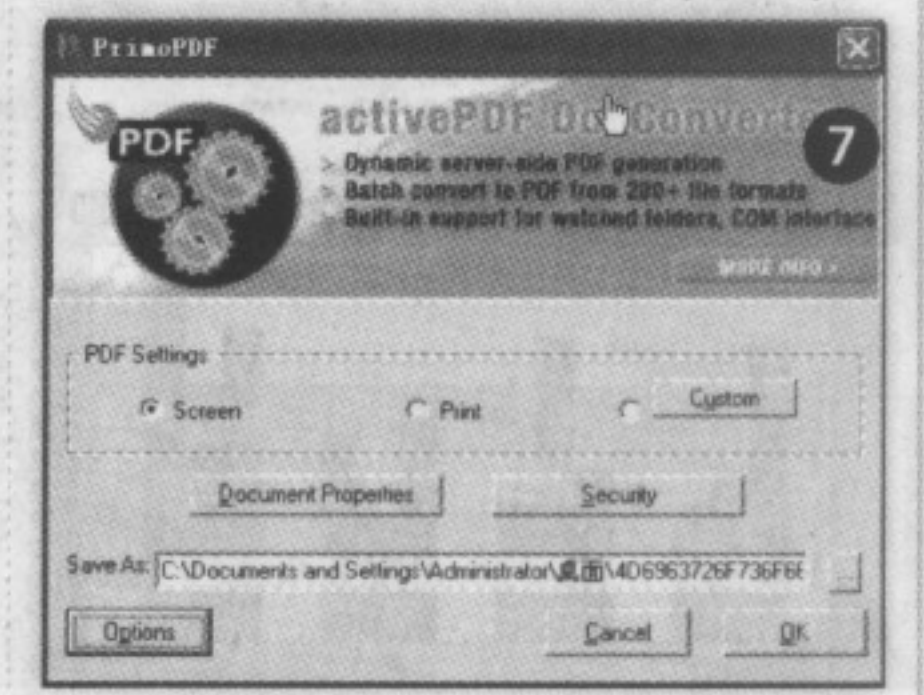 PrimoPDF
PDF
activePDF DocConverter
7
> Dynamic server-side PDF generation
> Batch convert to PDF from 280+ file formats
> Built-in support for watched folders, COM interface
MORE INFO >
PDF Settings
Screen
Print
Custom
Document Properties
Security
Save As:
C:\Documents and Settings\Administrator\桌面\4D6963726F736F6E
...
Options
Cancel
OK